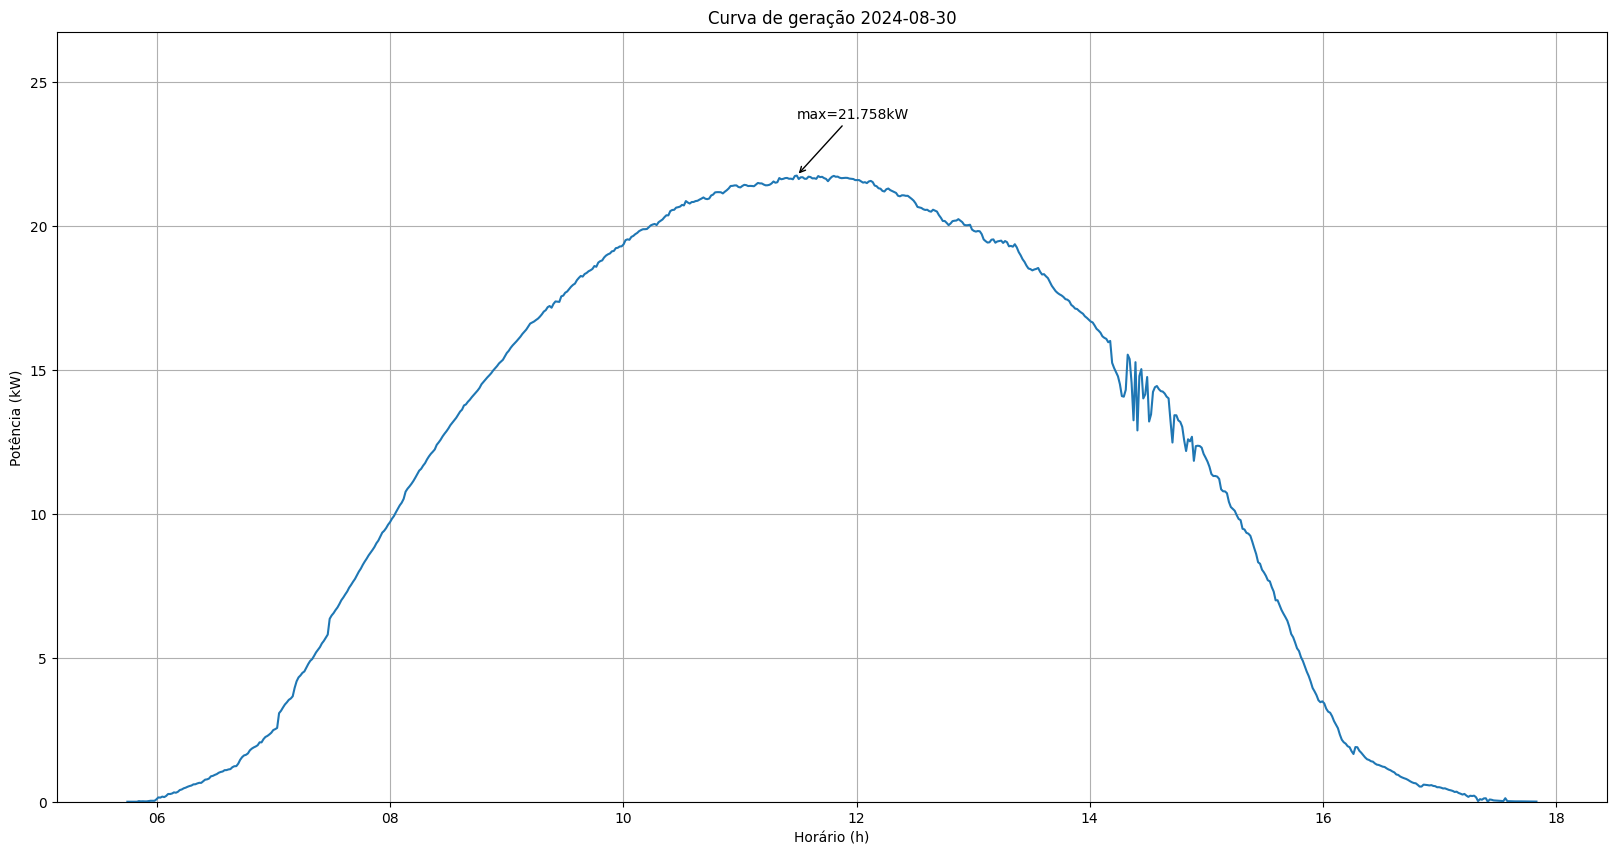 Curva de geração 2024-08-30
25
max=21.758kW
20
15
Potência (kW)
10
5
0
06 08 10 12 14 16 18
Horário (h)